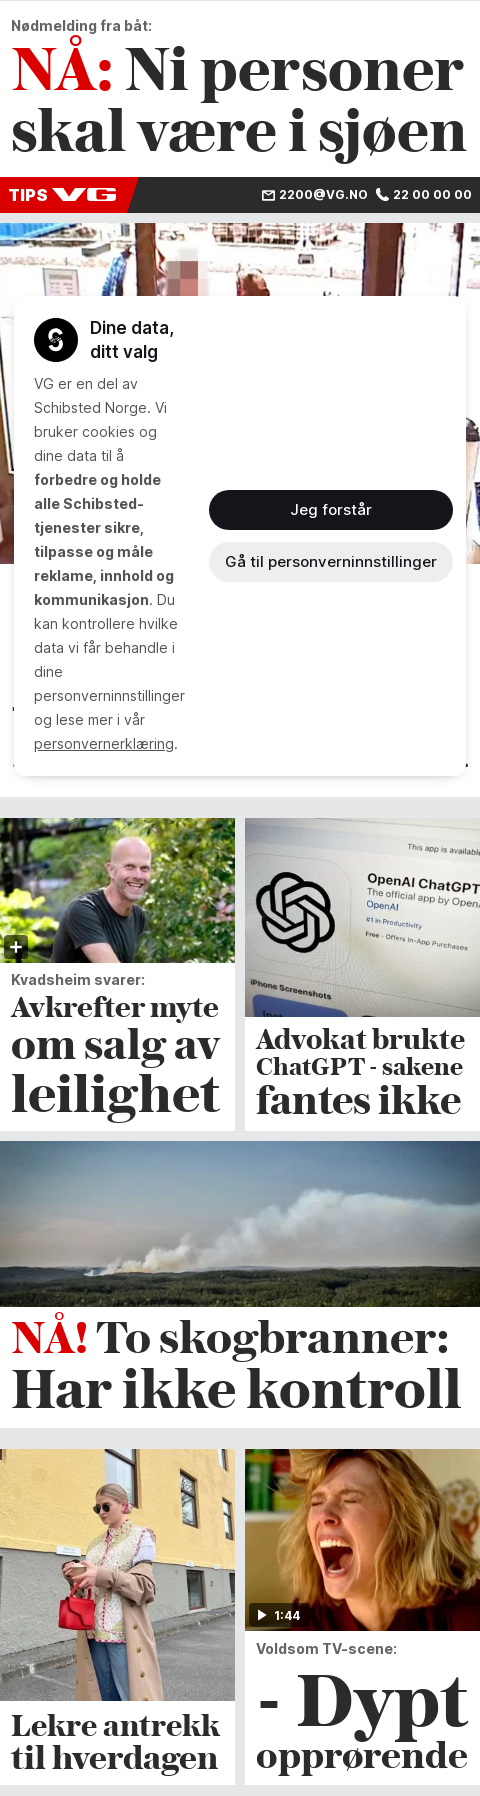 Nødmelding fra båt:
NÅ: Ni personer
skal være i sjøen
TIPS VG
2200@VG.NO 22 00 00 00
Dine data,
ditt valg
VG er en del av
Schibsted Norge. Vi
bruker cookies og
dine data til å
forbedre og holde
alle Schibsted-
tjenester sikre,
tilpasse og måle
reklame, innhold og
kommunikasjon. Du
kan kontrollere hvilke
data vi får behandle i
dine
personverninnstillinger
og lese mer i vår
personvernerklæring.
Jeg forstår
Gå til personverninnstillinger
Kvadsheim svarer:
Avkrefter myte
om salg av
leilighet
This app is available
OpenAI ChatGPT
The official app by OpenA
OpenAI
#1 in Productivity
Free · Offers In-App Purchases
iPhone Screenshots
Advokat brukte
ChatGPT - sakene
fantes ikke
NÅ! To skogbranner:
Har ikke kontroll
Lekre antrekk
til hverdagen
1:44
Voldsom TV-scene:
- Dypt
opprørende